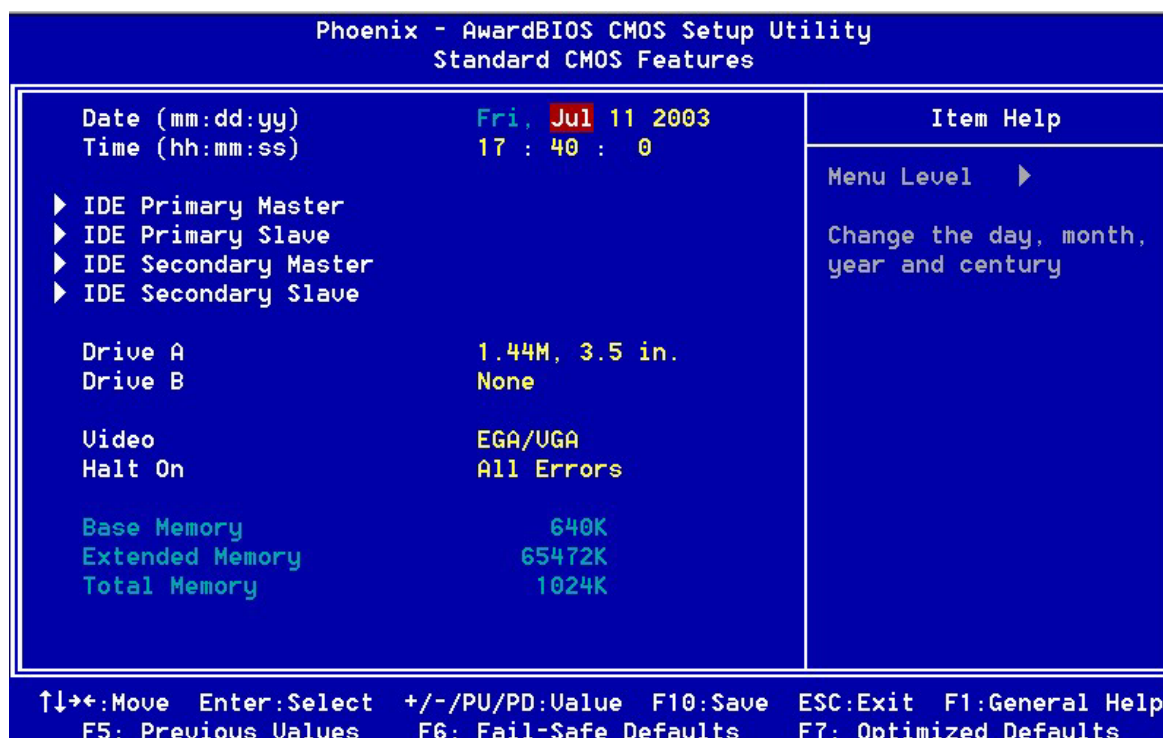 Phoenix - AwardBIOS CMOS Setup Utility
Standard CMOS Features
Date (mm:dd:yy) Fri, Jul 11 2003
Time (hh:mm:ss) 17 : 40 : 0
IDE Primary Master
IDE Primary Slave
IDE Secondary Master
IDE Secondary Slave
Drive A 1.44M, 3.5 in.
Drive B None
Video EGA/VGA
Halt On All Errors
Base Memory 640K
Extended Memory 65472K
Total Memory 1024K
Item Help
Menu Level
Change the day, month,
year and century
↑↓→←:Move Enter:Select +/-/PU/PD:Value F10:Save ESC:Exit F1:General Help
F5: Previous Values F6: Fail-Safe Defaults F7: Optimized Defaults